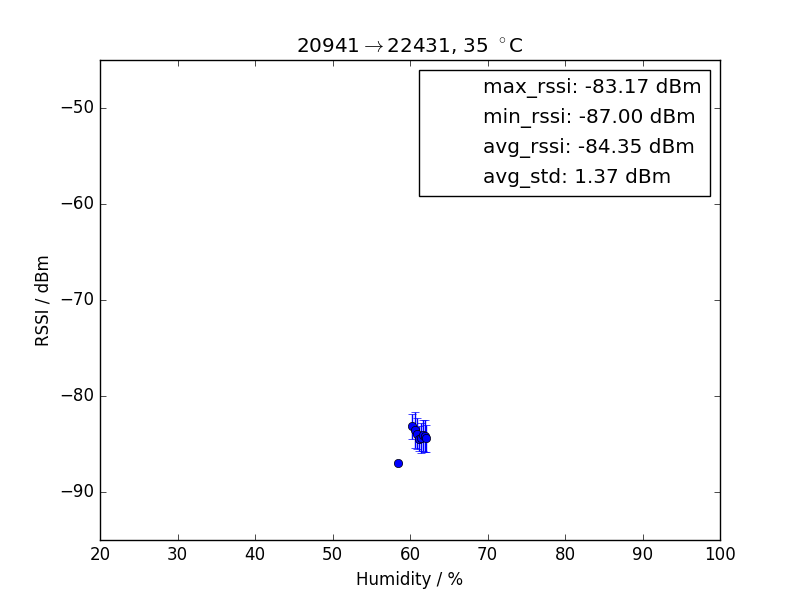 20941→22431, 35 °C
max_rssi: -83.17 dBm
min_rssi: -87.00 dBm
avg_rssi: -84.35 dBm
avg_std: 1.37 dBm
−50
−60
−70
−80
−90
RSSI / dBm
20 30 40 50 60 70 80 90 100
Humidity / %